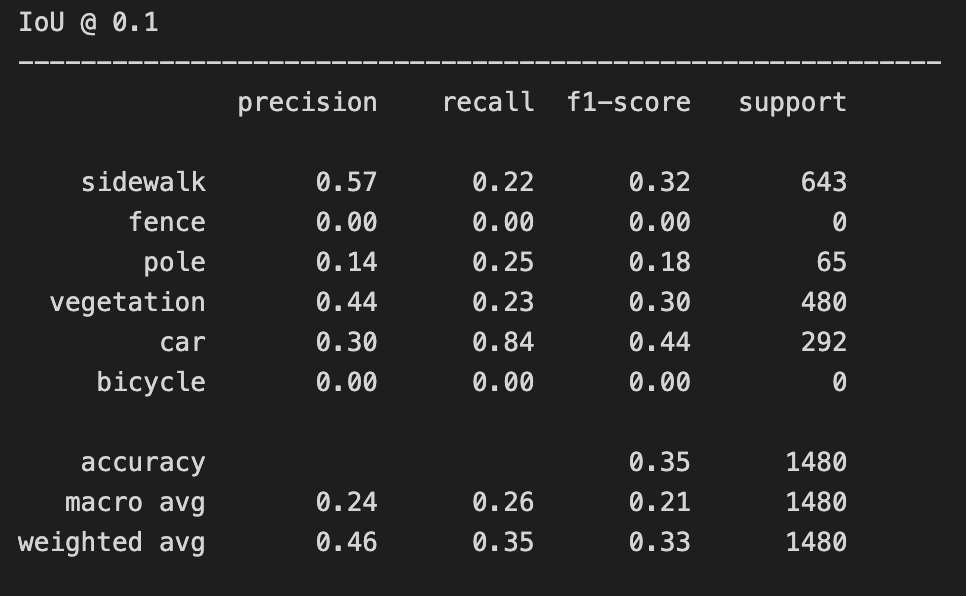 IoU @ 0.1
------------------------------------------------------------
precision recall f1-score support
sidewalk 0.57 0.22 0.32 643
fence 0.00 0.00 0.00 0
pole 0.14 0.25 0.18 65
vegetation 0.44 0.23 0.30 480
car 0.30 0.84 0.44 292
bicycle 0.00 0.00 0.00 0
accuracy 0.35 1480
macro avg 0.24 0.26 0.21 1480
weighted avg 0.46 0.35 0.33 1480